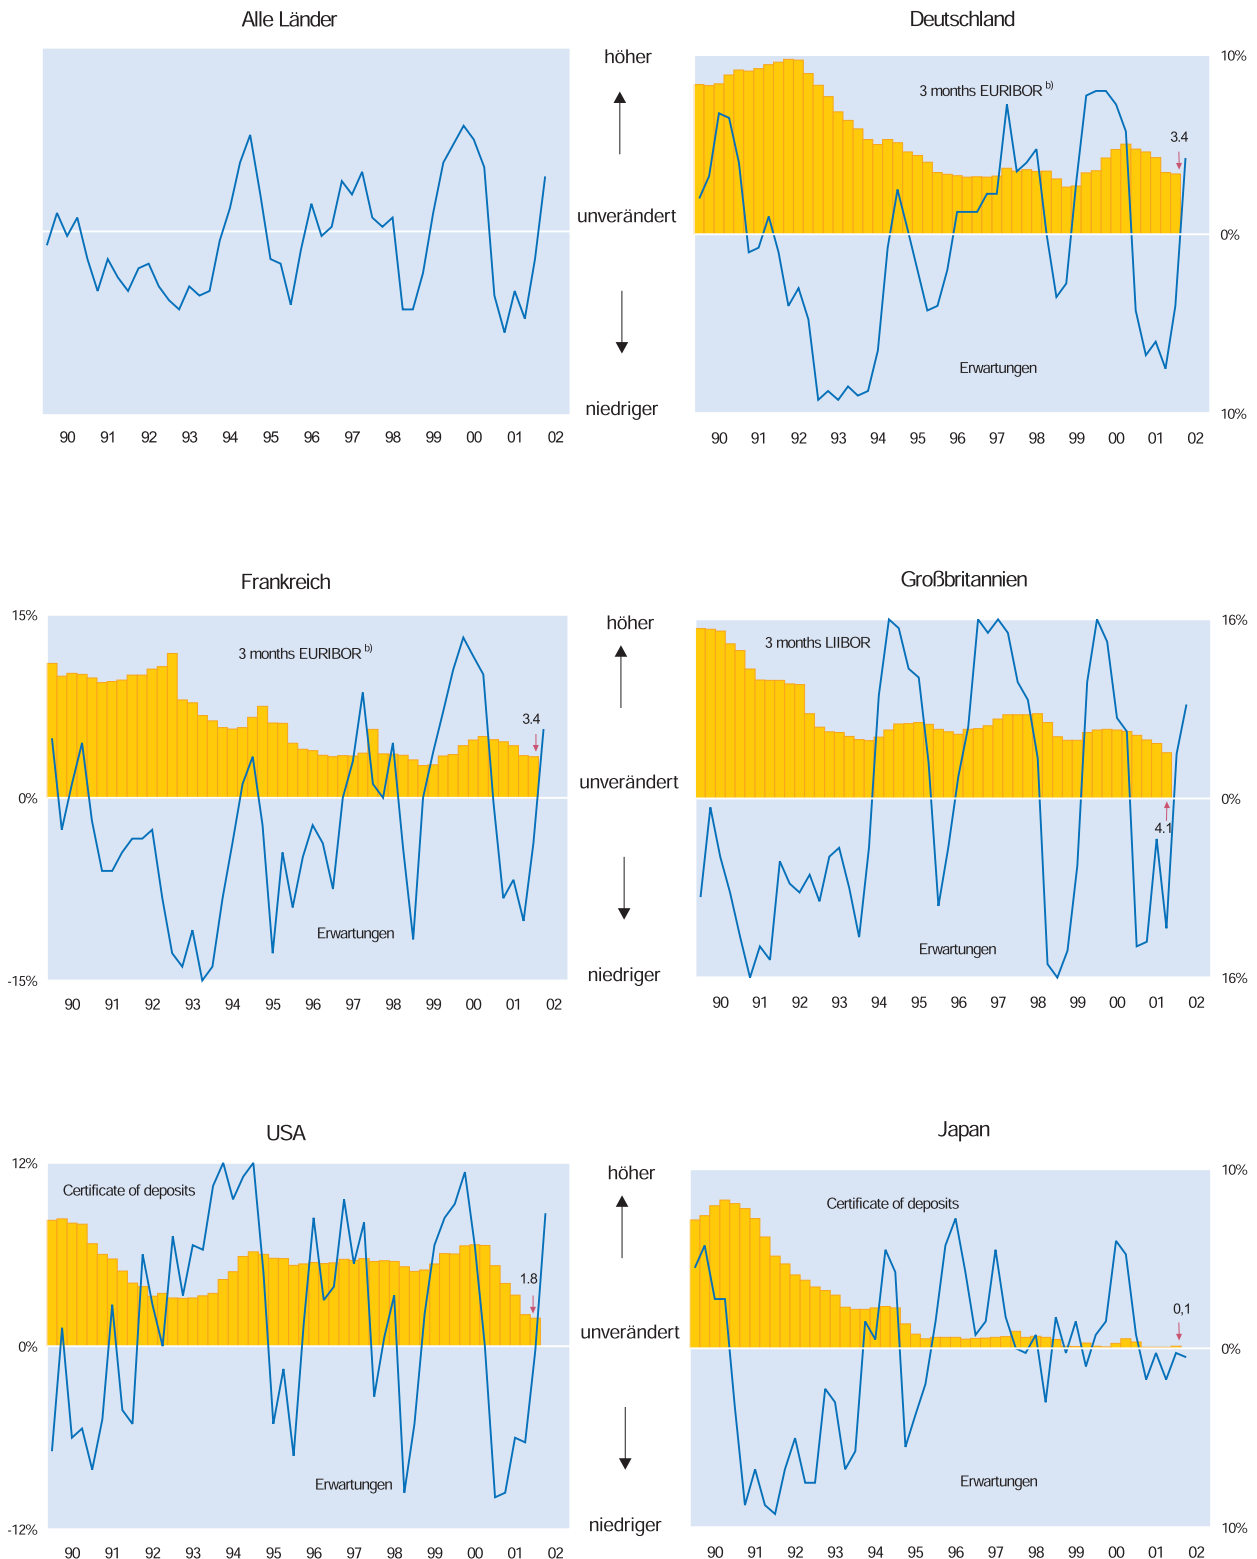 Alle Länder
höher
unverändert
niedriger
90 91 92 93 94 95 96 97 98 99 00 01 02
Deutschland
10%
3 months EURIBOR b)
3.4
0%
Erwartungen
10%
90 91 92 93 94 95 96 97 98 99 00 01 02
Frankreich
15%
3 months EURIBOR b)
3.4
0%
Erwartungen
-15%
90 91 92 93 94 95 96 97 98 99 00 01 02
höher
unverändert
niedriger
Großbritannien
16%
3 months LIIBOR
0%
4.1
Erwartungen
16%
90 91 92 93 94 95 96 97 98 99 00 01 02
USA
12%
Certificate of deposits
1.8
0%
Erwartungen
-12%
90 91 92 93 94 95 96 97 98 99 00 01 02
höher
unverändert
niedriger
Japan
10%
Certificate of deposits
0,1
0%
Erwartungen
10%
90 91 92 93 94 95 96 97 98 99 00 01 02